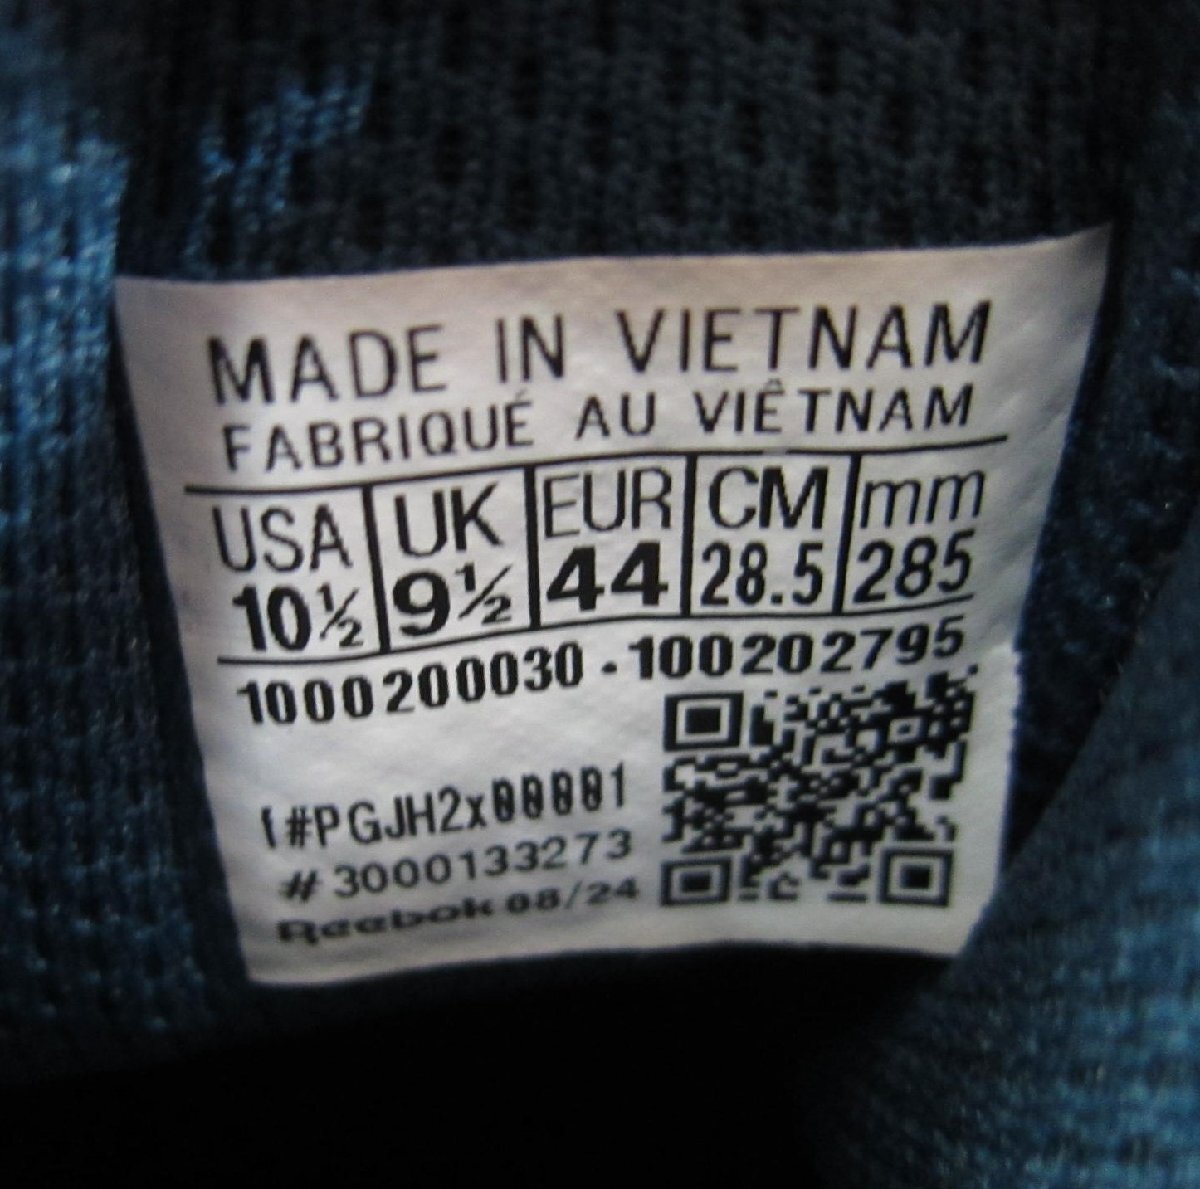 MADE IN VIETNAM
FABRIQUÉ AU VIÊTNAM
USA UK EUR CM mm
10½ 9½ 44 28.5 285
1000200030 - 100202795
#PGJH2x00001
#3000133273
Reebok 08/24